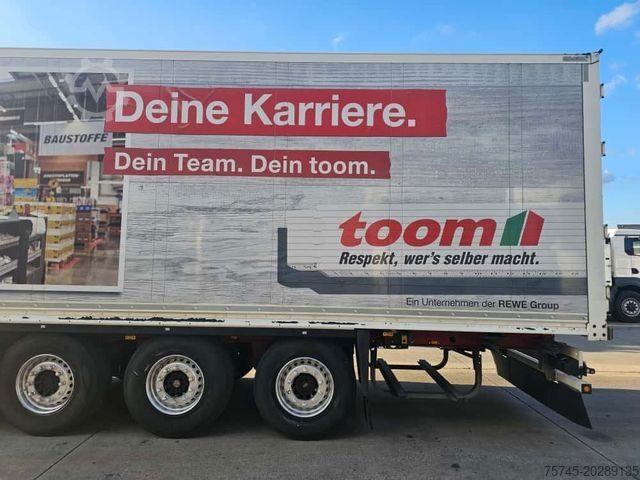 BAUSTOFFE
Deine Karriere.
Dein Team. Dein toom.
toom
Respekt, wer's selber macht.
Ein Unternehmen der REWE Group
75745-20289135